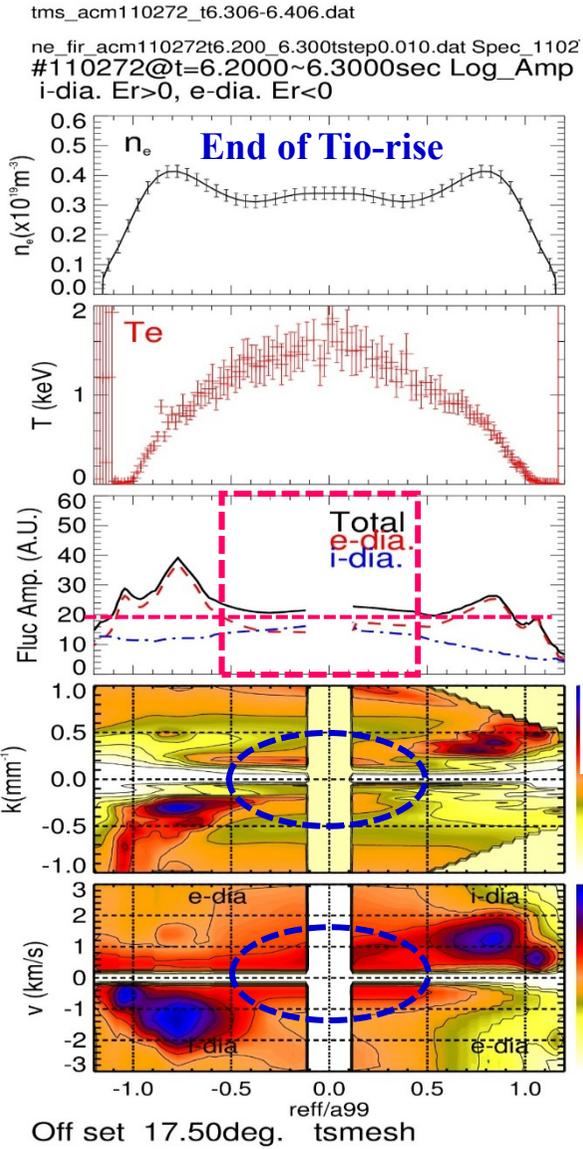 tms_acm110272_t6.306-6.406.dat
ne_fir_acm110272t6.200_6.300tstep0.010.dat Spec_1102
#110272@t=6.2000~6.3000sec Log_Amp
i-dia. Er>0, e-dia. Er<0
0.6
0.5
0.4
0.3
0.2
0.1
0.0
ne(x10¹⁹m⁻³)
ne
End of Tio-rise
2
1
0
T (keV)
Te
60
50
40
30
20
10
0
Fluc Amp. (A.U.)
Total
e-dia.
i-dia.
1.0
0.5
0.0
-0.5
-1.0
k(mm⁻¹)
3
2
1
0
-1
-2
-3
v (km/s)
e-dia
i-dia
i-dia
e-dia
-1.0 -0.5 0.0 0.5 1.0
reff/a99
Off set 17.50deg. tsmesh